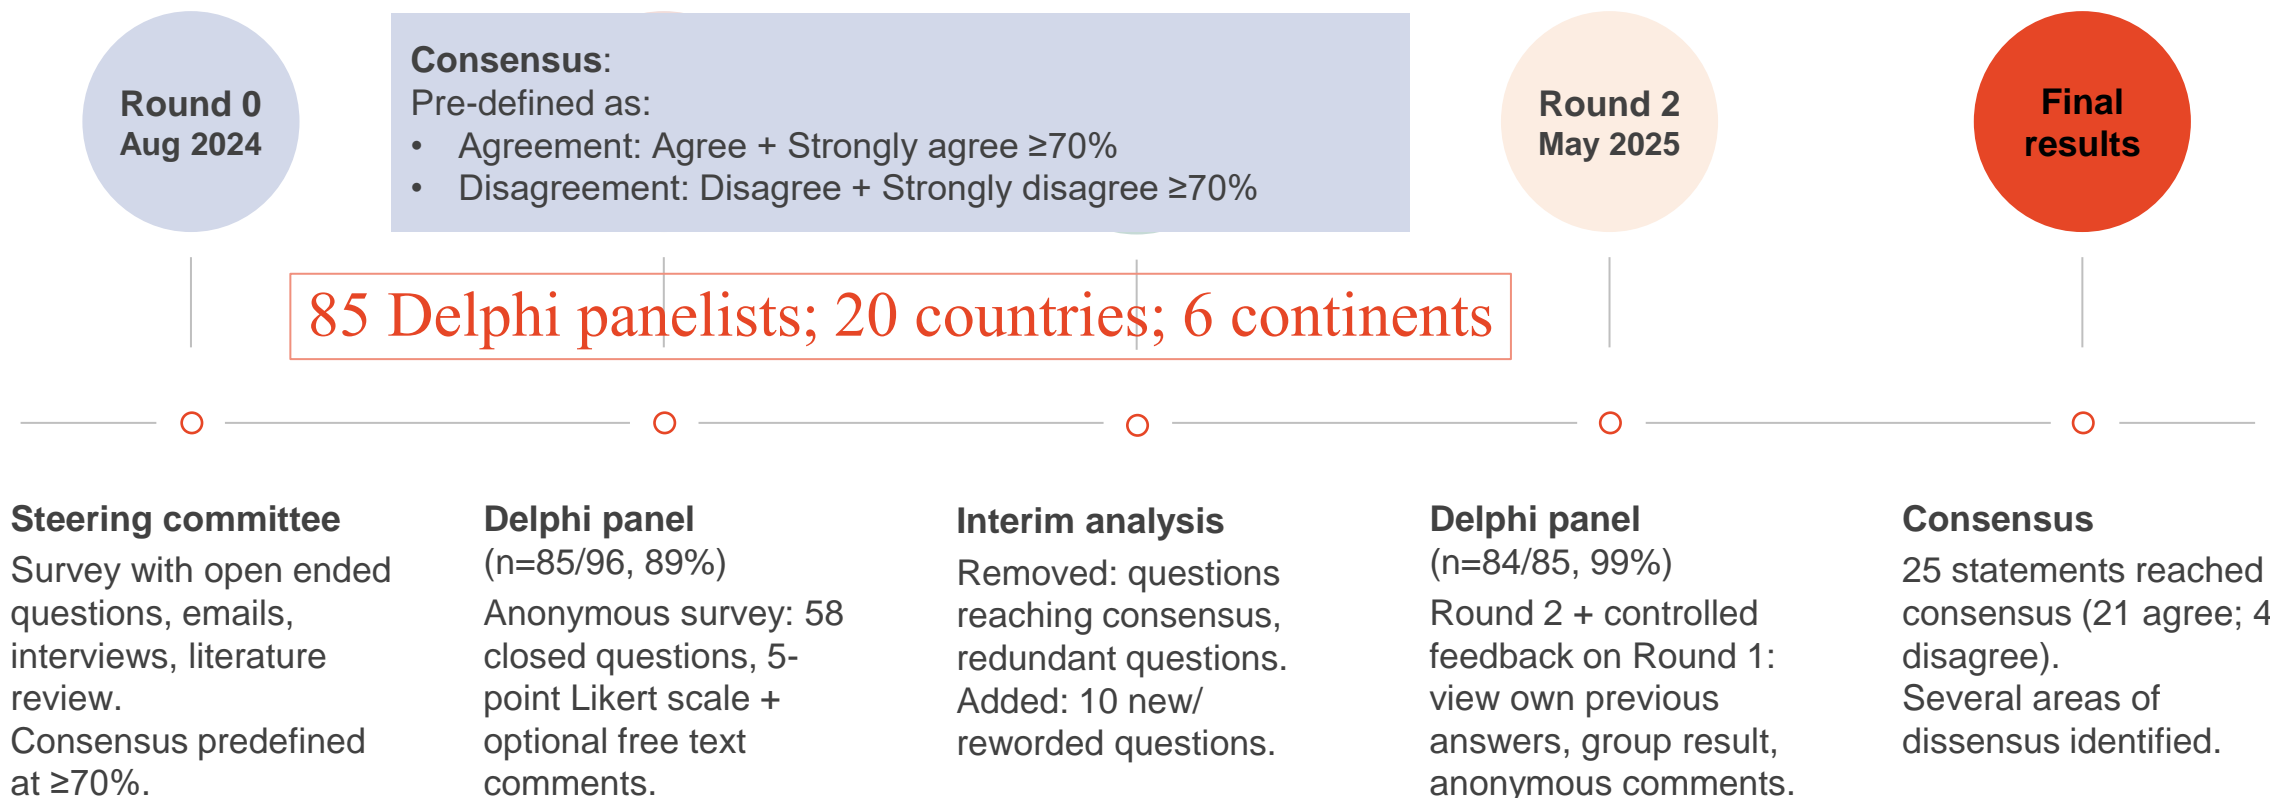 Round 0
Aug 2024
Consensus:
Pre-defined as:
• Agreement: Agree + Strongly agree ≥70%
• Disagreement: Disagree + Strongly disagree ≥70%
Round 2
May 2025
Final
results
85 Delphi panelists; 20 countries; 6 continents
Steering committee
Survey with open ended
questions, emails,
interviews, literature
review.
Consensus predefined
at ≥70%.
Delphi panel
(n=85/96, 89%)
Anonymous survey: 58
closed questions, 5-
point Likert scale +
optional free text
comments.
Interim analysis
Removed: questions
reaching consensus,
redundant questions.
Added: 10 new/
reworded questions.
Delphi panel
(n=84/85, 99%)
Round 2 + controlled
feedback on Round 1:
view own previous
answers, group result,
anonymous comments.
Consensus
25 statements reached
consensus (21 agree; 4
disagree).
Several areas of
dissensus identified.